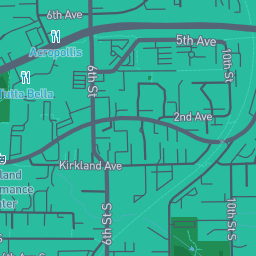 6th Ave
5th Ave
Acropolis
10th St
6th St
Tutta Bella
2nd Ave
Kirkland Ave
6th St S
10th St S